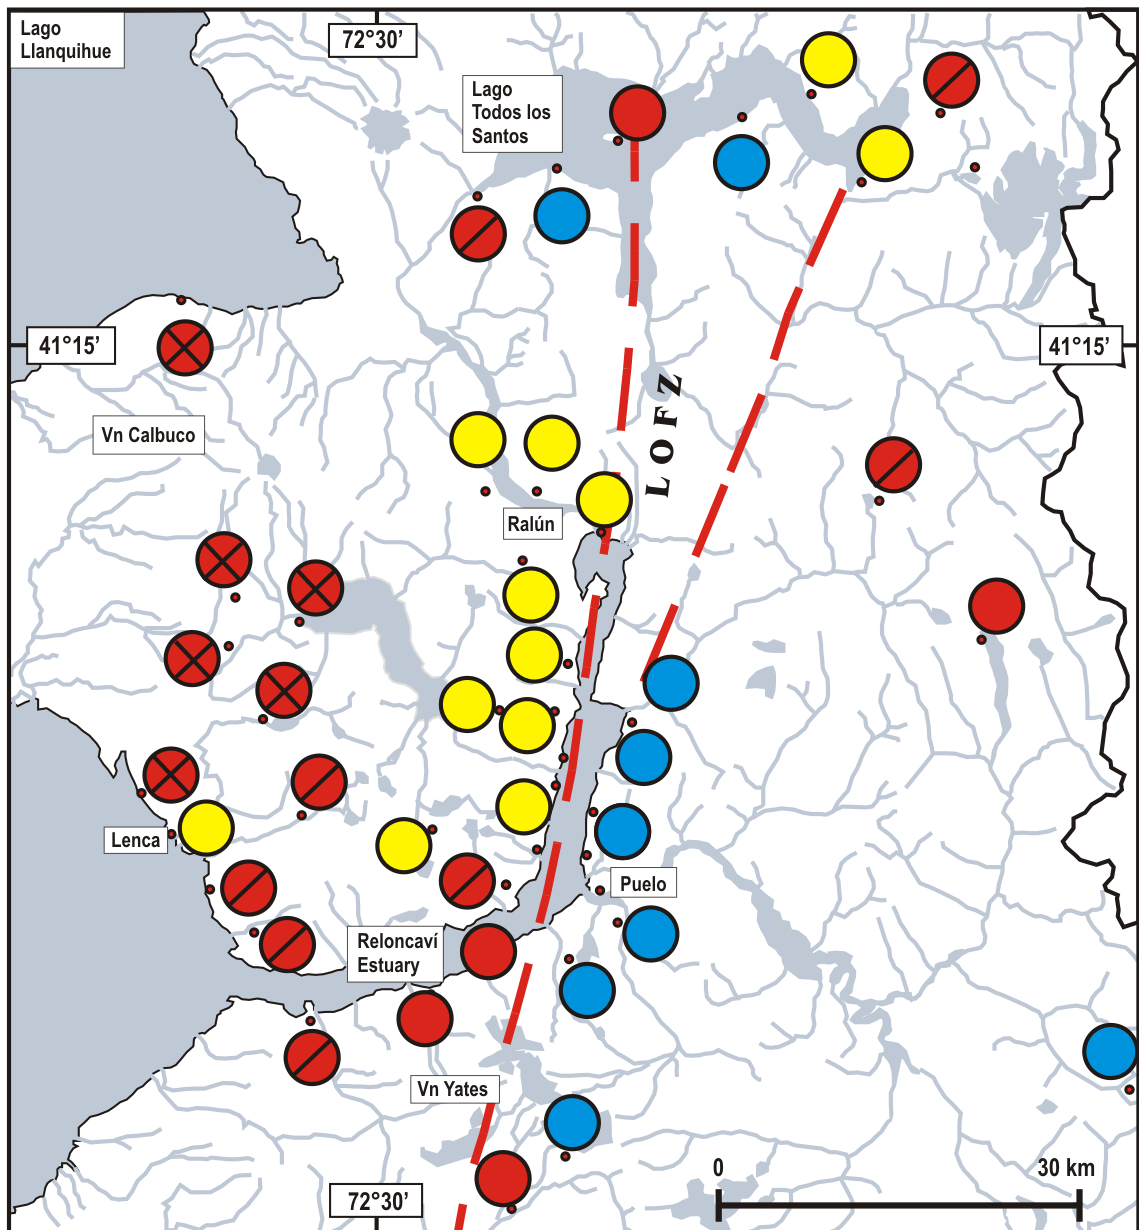 Lago
Llanquihue
72°30’
Lago
Todos los
Santos
41°15’
41°15’
LOFZ
Vn Calbuco
Ralún
Lenca
Puelo
Reloncaví
Estuary
Vn Yates
0
30 km
72°30’